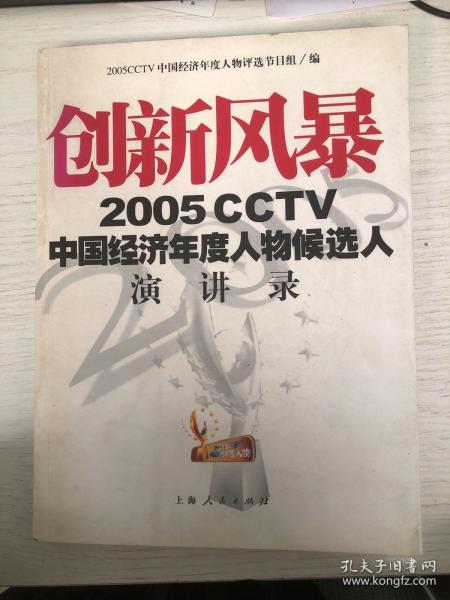 2005CCTV中国经济年度人物评选节目组/编
创新风暴
2005
2005 CCTV
中国经济年度人物候选人
演讲录
上海人民出版社
孔夫子旧书网
www.kongfz.com